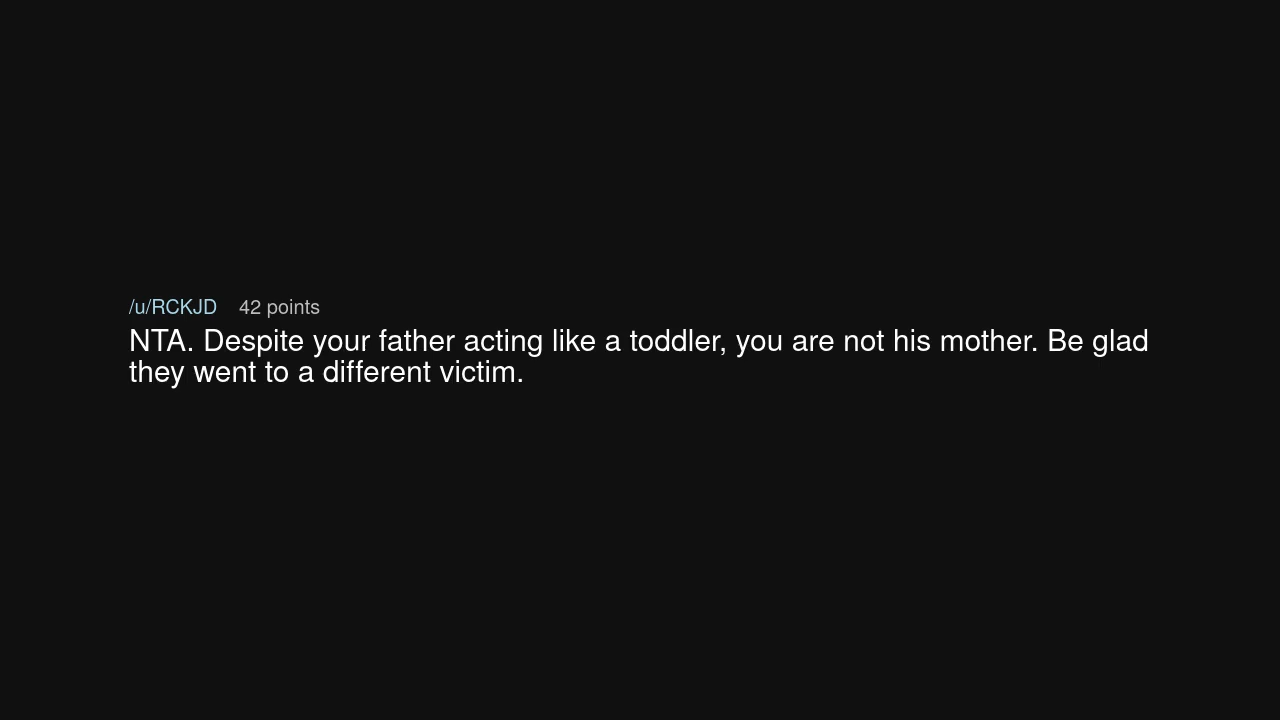 /u/RCKJD 42 points
NTA. Despite your father acting like a toddler, you are not his mother. Be glad
they went to a different victim.